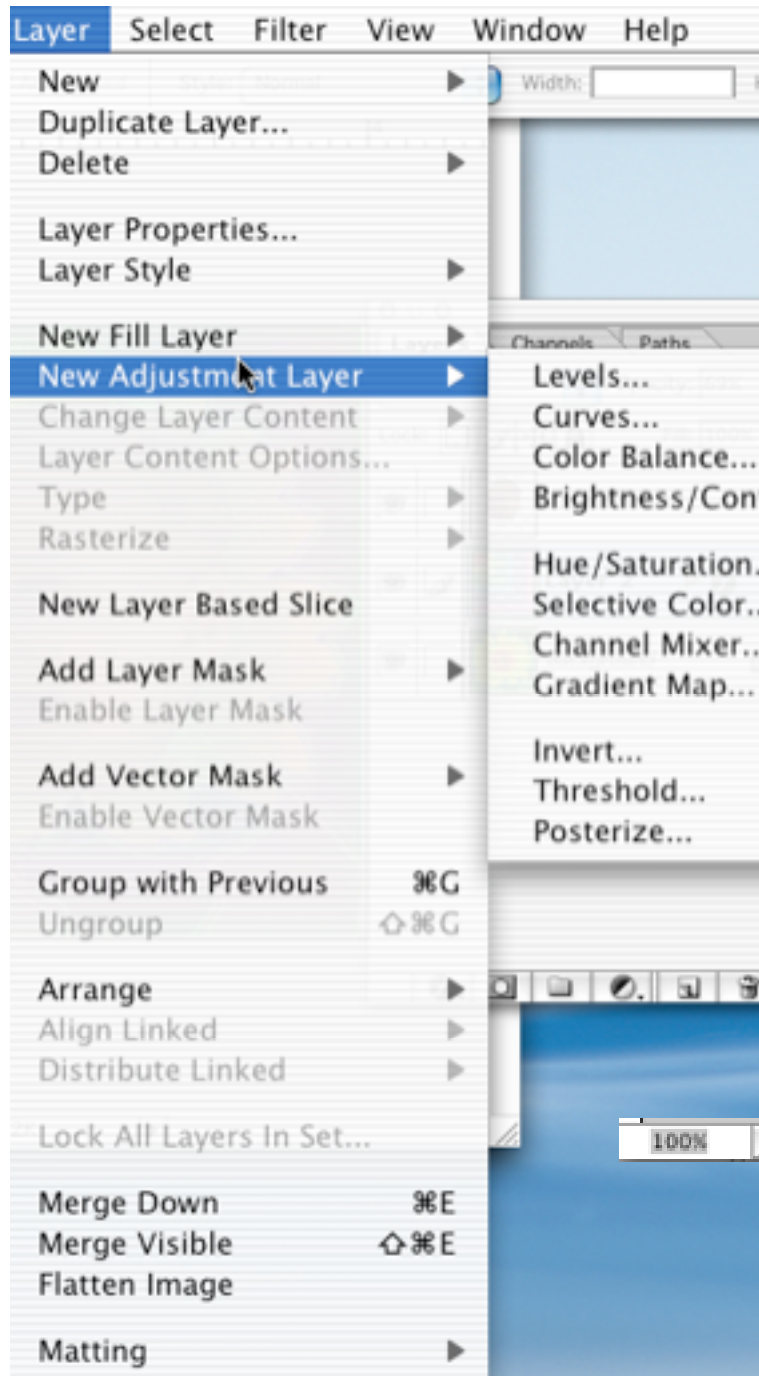 Layer Select Filter View Window Help
New
Style: Normal Width:
Duplicate Layer...
Delete
Layer Properties...
Layer Style
New Fill Layer
Channels Paths
New Adjustment Layer
Change Layer Content
Layer Content Options...
Type
Rasterize
New Layer Based Slice
Add Layer Mask
Enable Layer Mask
Add Vector Mask
Enable Vector Mask
Group with Previous ⌘G
Ungroup ⇧⌘G
Arrange
Align Linked
Distribute Linked
Lock All Layers In Set...
Merge Down ⌘E
Merge Visible ⇧⌘E
Flatten Image
Matting
Levels...
Curves...
Color Balance...
Brightness/Con
Hue/Saturation.
Selective Color..
Channel Mixer..
Gradient Map...
Invert...
Threshold...
Posterize...
100%